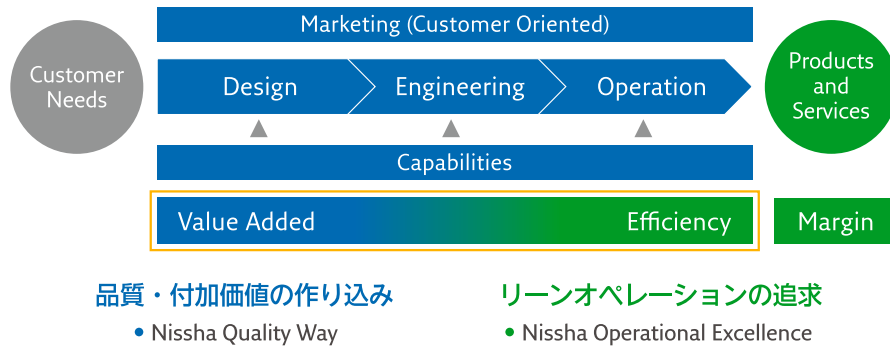 Marketing (Customer Oriented)
Customer
Needs
Design
Engineering
Operation
Products
and
Services
Capabilities
Value Added
Efficiency
Margin
品質・付加価値の作り込み
• Nissha Quality Way
リーンオペレーションの追求
• Nissha Operational Excellence